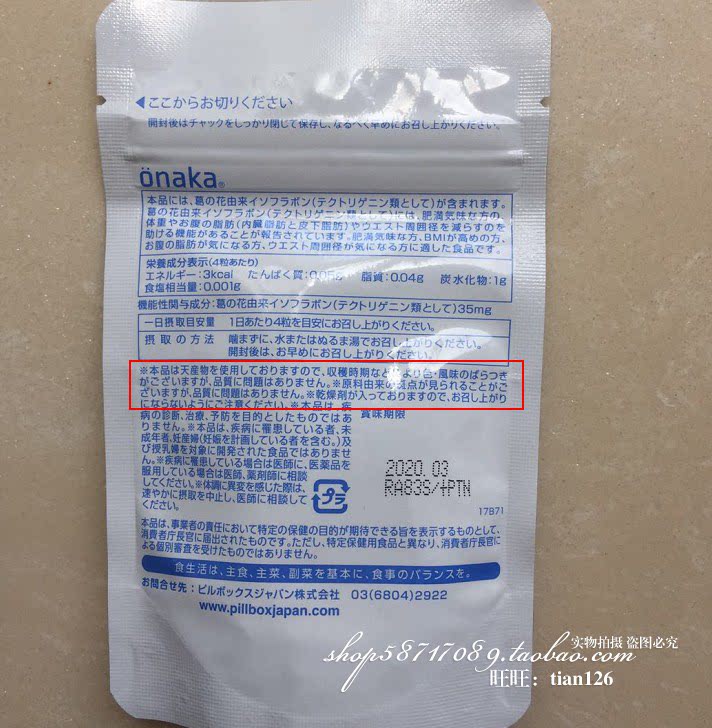 ◀ここからお切りください
開封後はチャックをしっかり閉じて保存し、なるべく早めにお召し上がりください。
önaka®
本品には、葛の花由来イソフラボン(テクトリゲニン類として)が含まれます。
葛の花由来イソフラボン(テクトリゲニン類として)には、肥満気味な方の、
体重やお腹の脂肪(内臓脂肪と皮下脂肪)やウエスト周囲径を減らすのを
助ける機能があることが報告されています。肥満気味な方、BMIが高めの方、
お腹の脂肪が気になる方、ウエスト周囲径が気になる方に適した食品です。
栄養成分表示(4粒あたり)
エネルギー:3kcal たんぱく質:0.05g 脂質:0.04g 炭水化物:1g
食塩相当量:0.001g
機能性関与成分:葛の花由来イソフラボン(テクトリゲニン類として)35mg
一日摂取目安量 1日あたり4粒を目安にお召し上がりください。
摂取の方法 噛まずに、水またはぬるま湯でお召し上がりください。
開封後は、お早めにお召し上がりください。
※本品は天産物を使用しておりますので、収穫時期など より色・風味のばらつき
がございますが、品質に問題はありません。※原料由来の 点が見られることがご
ざいますが、品質に問題はありません。※乾燥剤が入っておりますので、お召し上がり
にならないようにご注意ください。※本品は、疾
病の診断、治療、予防を目的としたものではあ
りません。※本品は、疾病に罹患している者、未
成年者、妊産婦(妊娠を計画している者を含む。)及
び授乳婦を対象に開発された食品ではありませ
ん。※疾病に罹患している場合は医師に、医薬品を
服用している場合は医師、薬剤師に相談
してください。※体調に異変を感じた際は、
速やかに摂取を中止し、医師に相談して
ください。
賞味期限
2020.03
RA83S/+PTN
プラ
17B71
本品は、事業者の責任において特定の保健の目的が期待できる旨を表示するものとして、
消費者庁長官に届出されたものです。ただし、特定保健用食品と異なり、消費者庁長官に
よる個別審査を受けたものではありません。
食生活は、主食、主菜、副菜を基本に、食事のバランスを。
お問合せ先:ピルボックスジャパン株式会社 03(6804)2922
www.pillboxjapan.com
实物拍摄 盗图必究
shop58717089.taobao.com
旺旺:tian126